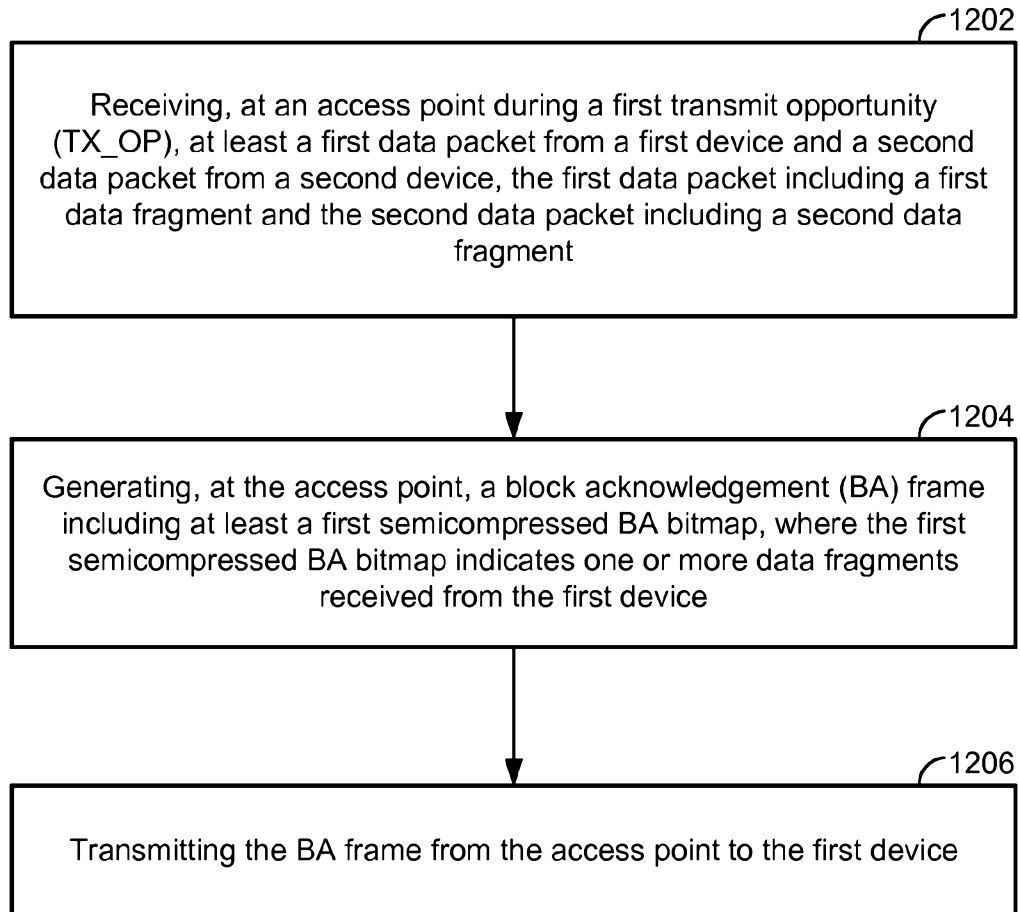 1202
Receiving, at an access point during a first transmit opportunity
(TX_OP), at least a first data packet from a first device and a second
data packet from a second device, the first data packet including a first
data fragment and the second data packet including a second data
fragment
1204
Generating, at the access point, a block acknowledgement (BA) frame
including at least a first semicompressed BA bitmap, where the first
semicompressed BA bitmap indicates one or more data fragments
received from the first device
1206
Transmitting the BA frame from the access point to the first device